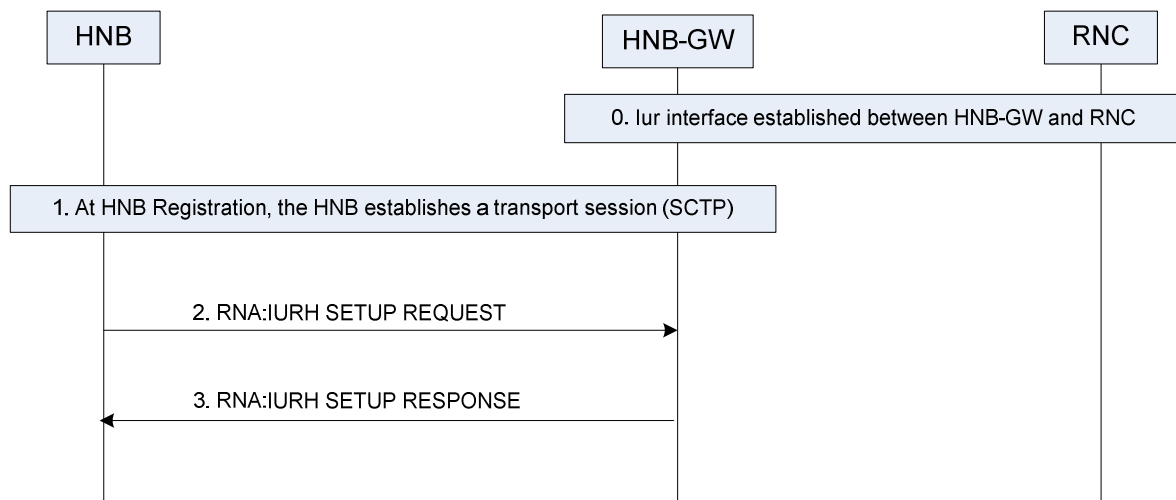 HNB
HNB-GW
RNC
0. Iur interface established between HNB-GW and RNC
1. At HNB Registration, the HNB establishes a transport session (SCTP)
2. RNA:IURH SETUP REQUEST
3. RNA:IURH SETUP RESPONSE